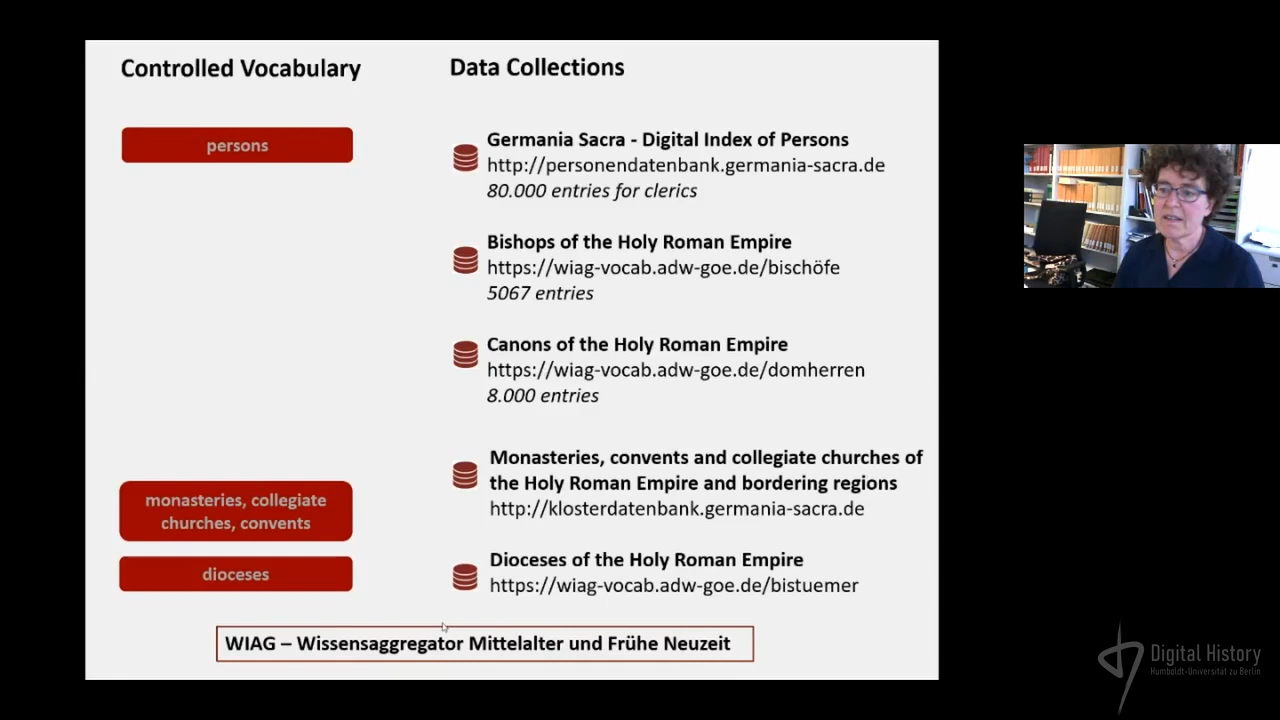 Controlled Vocabulary
Data Collections
persons
Germania Sacra - Digital Index of Persons
http://personendatenbank.germania-sacra.de
80.000 entries for clerics
Bishops of the Holy Roman Empire
https://wiag-vocab.adw-goe.de/bischöfe
5067 entries
Canons of the Holy Roman Empire
https://wiag-vocab.adw-goe.de/domherren
8.000 entries
monasteries, collegiate
churches, convents
Monasteries, convents and collegiate churches of
the Holy Roman Empire and bordering regions
http://klosterdatenbank.germania-sacra.de
dioceses
Dioceses of the Holy Roman Empire
https://wiag-vocab.adw-goe.de/bistuemer
WIAG – Wissensaggregator Mittelalter und Frühe Neuzeit
Digital History
Humboldt-Universität zu Berlin